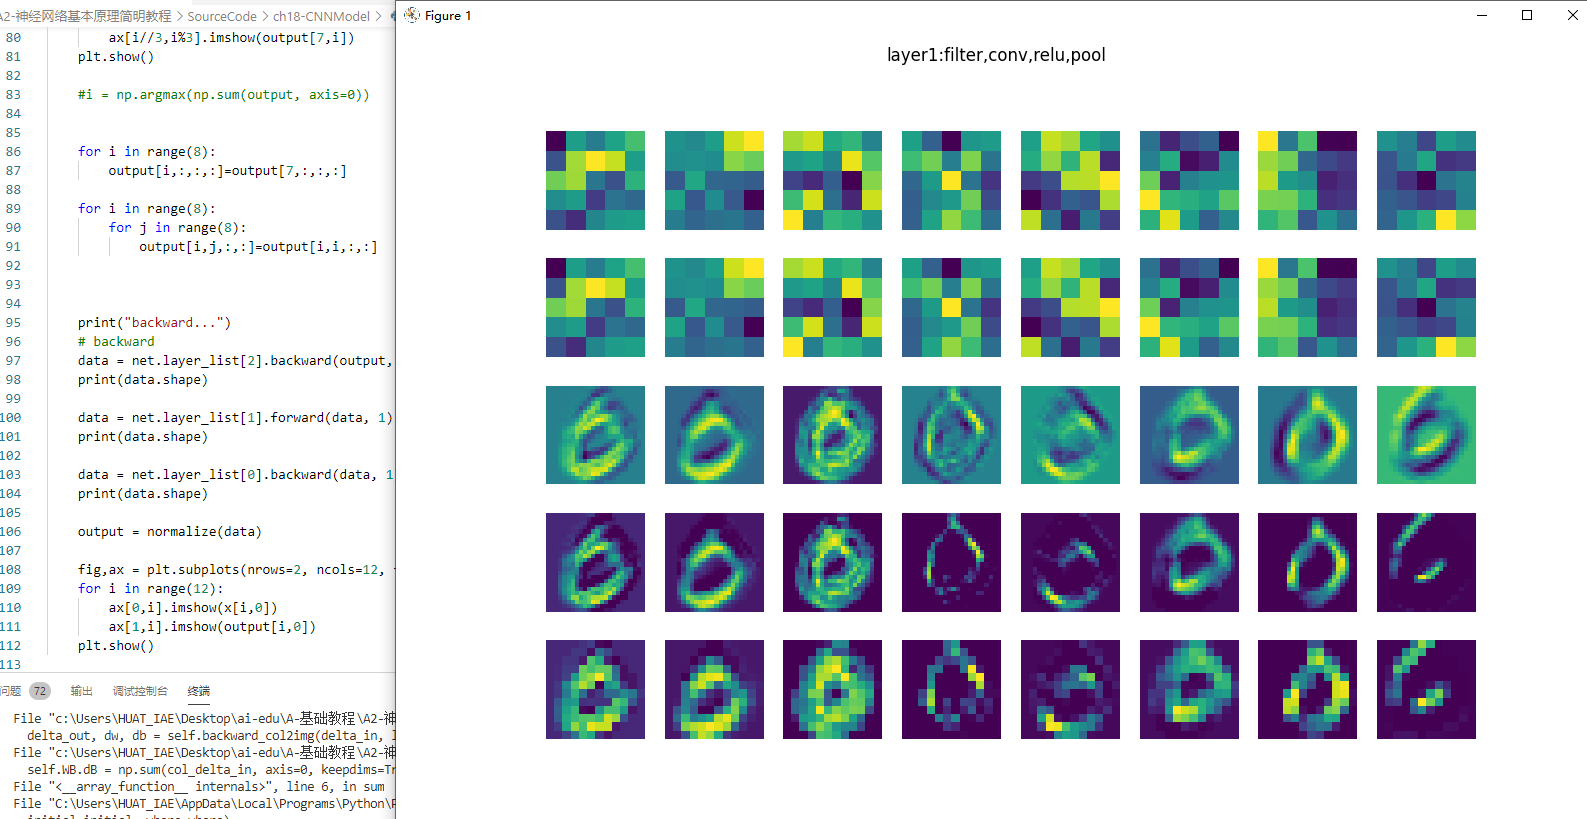 A2-神经网络基本原理简明教程 > SourceCode > ch18-CNNModel >
Figure 1
layer1:filter,conv,relu,pool
80 ax[i//3,i%3].imshow(output[7,i])
81 plt.show()
82
83 #i = np.argmax(np.sum(output, axis=0))
84
85
86 for i in range(8):
87 output[i,:,:,:]=output[7,:,:,:]
88
89 for i in range(8):
90 for j in range(8):
91 output[i,j,:,:]=output[i,i,:,:]
92
93
94
95 print("backward...")
96 # backward
97 data = net.layer_list[2].backward(output,
98 print(data.shape)
99
100 data = net.layer_list[1].forward(data, 1)
101 print(data.shape)
102
103 data = net.layer_list[0].backward(data, 1
104 print(data.shape)
105
106 output = normalize(data)
107
108 fig,ax = plt.subplots(nrows=2, ncols=12,
109 for i in range(12):
110 ax[0,i].imshow(x[i,0])
111 ax[1,i].imshow(output[i,0])
112 plt.show()
113
问题 72 输出 调试控制台 终端
File "c:\Users\HUAT_IAE\Desktop\ai-edu\A-基础教程\A2-神
delta_out, dw, db = self.backward_col2img(delta_in,
File "c:\Users\HUAT_IAE\Desktop\ai-edu\A-基础教程\A2-神
self.WB.dB = np.sum(col_delta_in, axis=0, keepdims=Tr
File "<__array_function__ internals>", line 6, in sum
File "C:\Users\HUAT_IAE\AppData\Local\Programs\Python\P